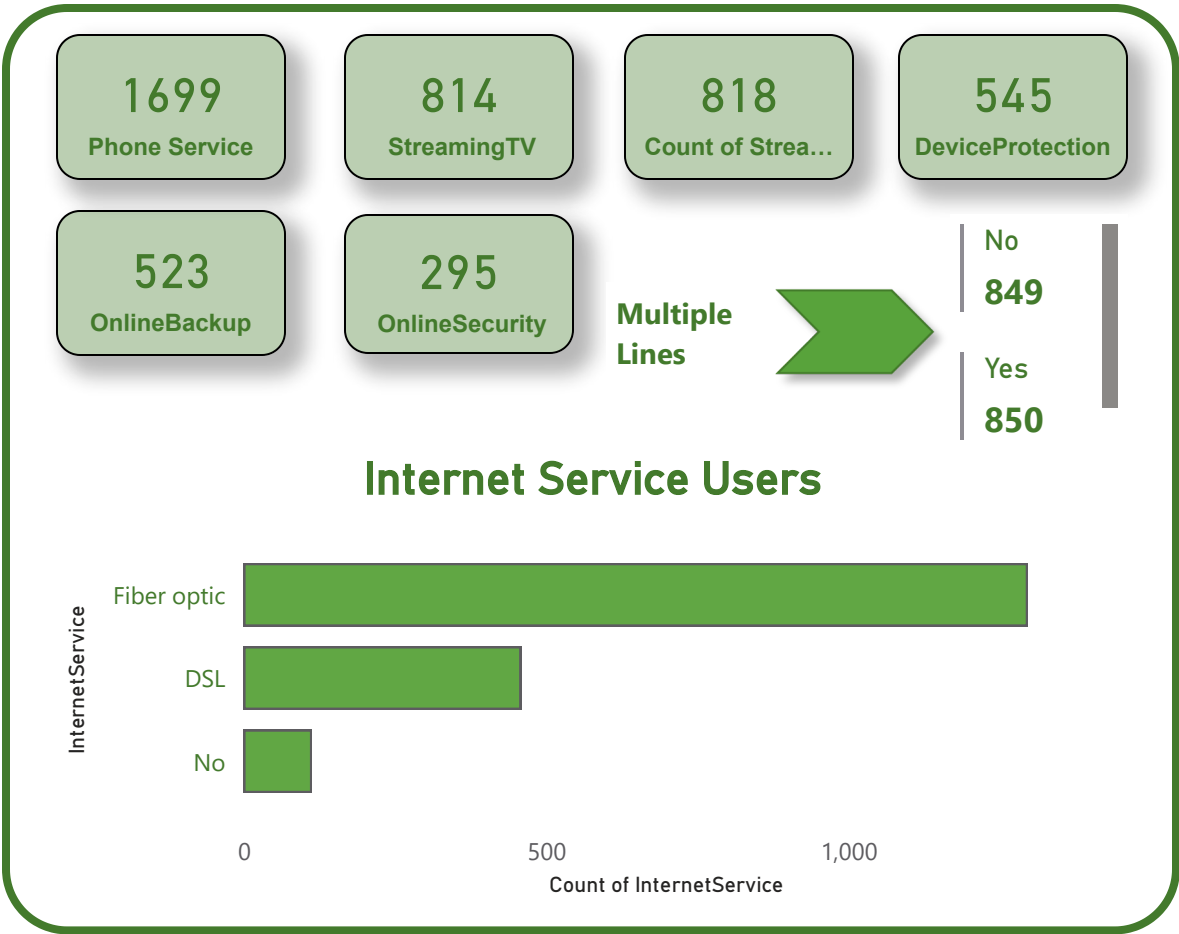 1699
Phone Service
814
StreamingTV
818
Count of Strea...
545
DeviceProtection
523
OnlineBackup
295
OnlineSecurity
Multiple
Lines
No
849
Yes
850
Internet Service Users
InternetService
Fiber optic
DSL
No
0
500
1,000
Count of InternetService